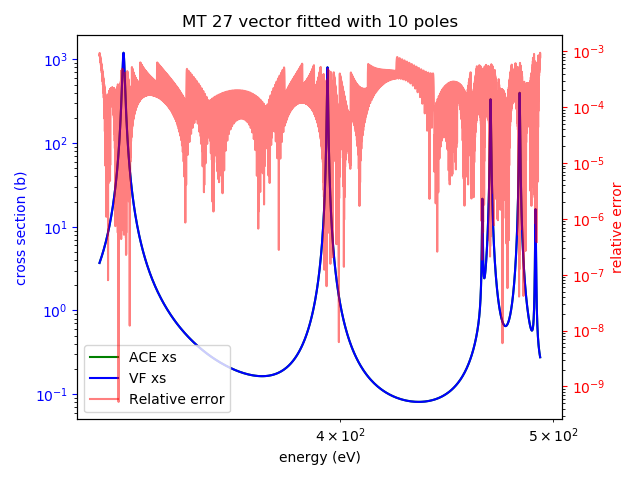 MT 27 vector fitted with 10 poles
10³
10²
10¹
10⁰
10⁻¹
cross section (b)
10⁻³
10⁻⁴
10⁻⁵
10⁻⁶
10⁻⁷
10⁻⁸
10⁻⁹
relative error
ACE xs
VF xs
Relative error
4 × 10²
5 × 10²
energy (eV)